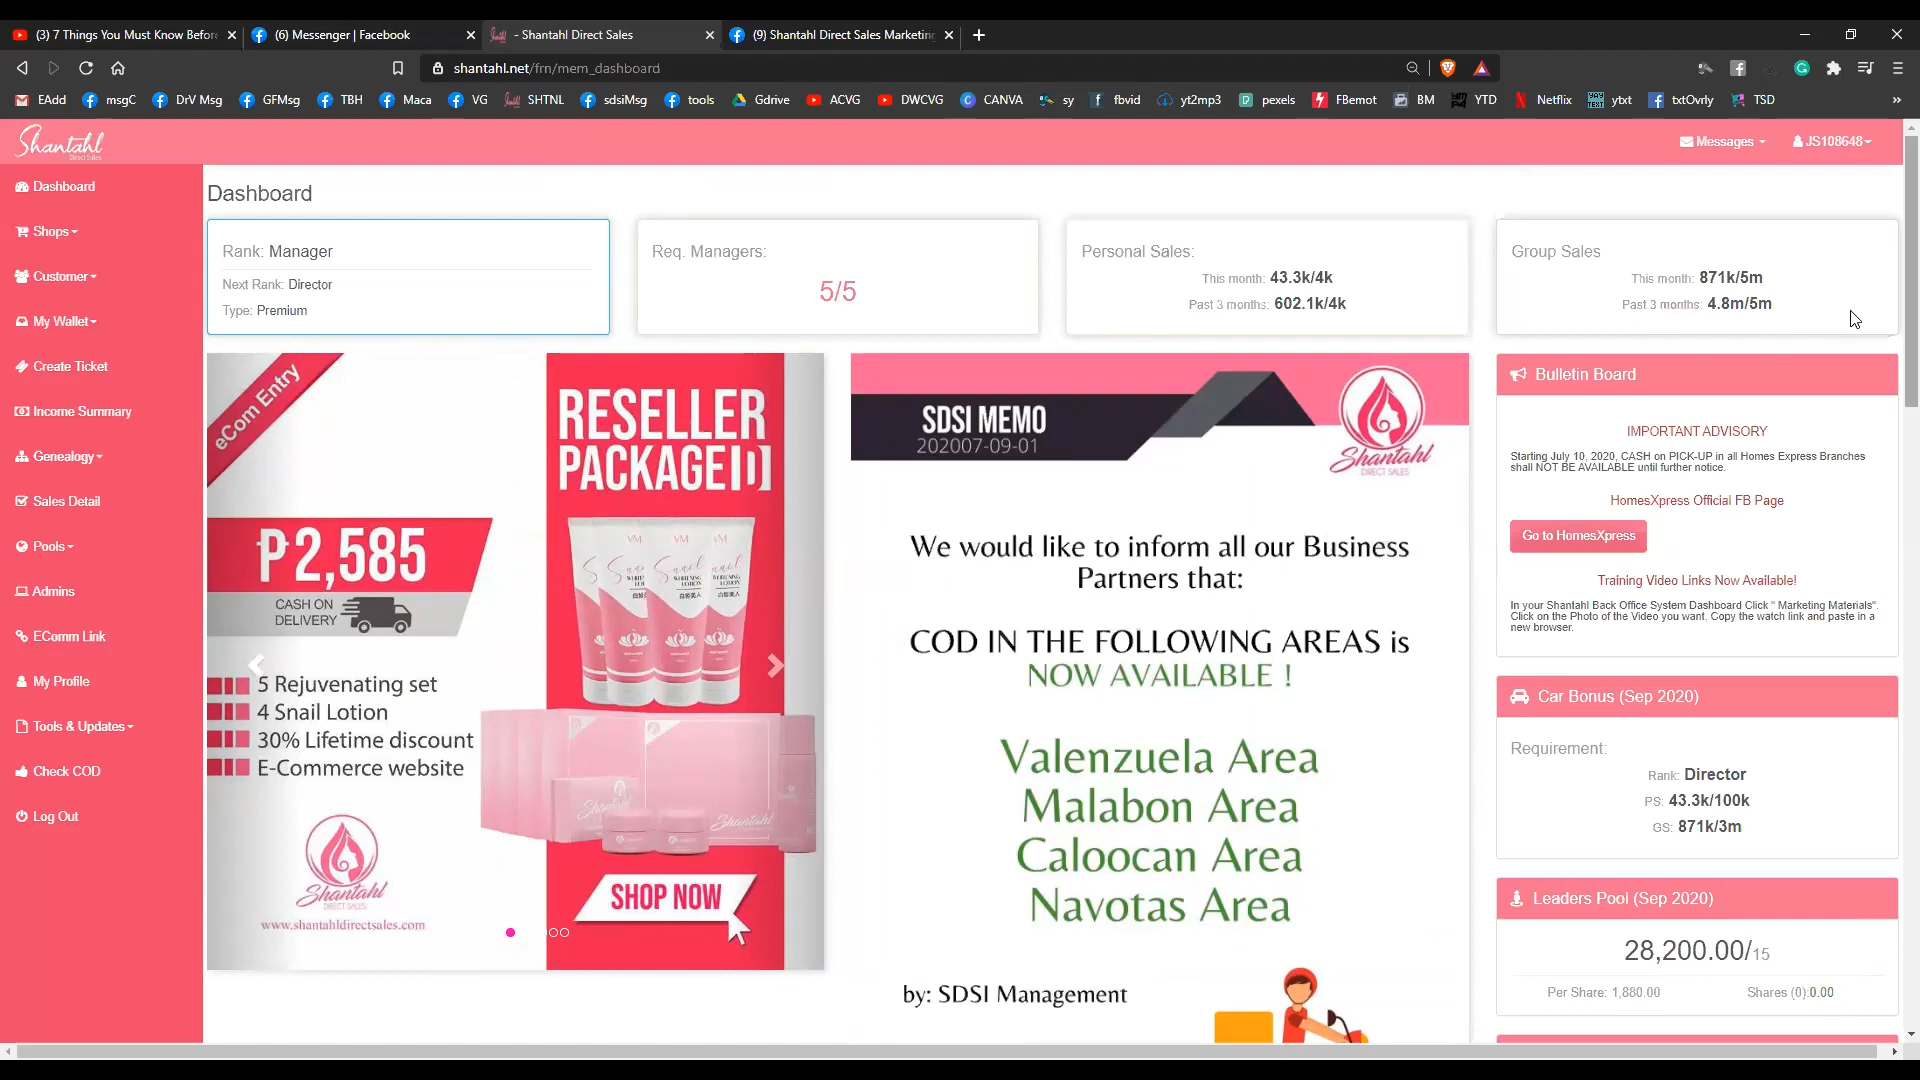 (3) 7 Things You Must Know Before
(6) Messenger | Facebook
- Shantahl Direct Sales
(9) Shantahl Direct Sales Marketing
shantahl.net/frn/mem_dashboard
EAdd
msgC
DrV Msg
GFMsg
TBH
Maca
VG
SHTNL
sdsiMsg
tools
Gdrive
ACVG
DWCVG
CANVA
sy
fbvid
yt2mp3
pexels
FBemot
BM
YTD
Netflix
ytxt
txtOvrly
TSD
»
Shantahl
Direct Sales
Messages
JS108648
Dashboard
Shops
Customer
My Wallet
Create Ticket
Income Summary
Genealogy
Sales Detail
Pools
Admins
EComm Link
My Profile
Tools & Updates
Check COD
Log Out
Dashboard
Rank: Manager
Next Rank: Director
Type: Premium
Req. Managers:
5/5
Personal Sales:
This month: 43.3k/4k
Past 3 months: 602.1k/4k
Group Sales
This month: 871k/5m
Past 3 months: 4.8m/5m
eCom Entry
RESELLER
PACKAGE
₱2,585
CASH ON
DELIVERY
5 Rejuvenating set
4 Snail Lotion
30% Lifetime discount
E-Commerce website
Shantahl
DIRECT SALES
www.shantahldirectsales.com
SHOP NOW
SDSI MEMO
202007-09-01
Shantahl
DIRECT SALES
We would like to inform all our Business
Partners that:
COD IN THE FOLLOWING AREAS is
NOW AVAILABLE !
Valenzuela Area
Malabon Area
Caloocan Area
Navotas Area
by: SDSI Management
Bulletin Board
IMPORTANT ADVISORY
Starting July 10, 2020, CASH on PICK-UP in all Homes Express Branches
shall NOT BE AVAILABLE until further notice.
HomesXpress Official FB Page
Go to HomesXpress
Training Video Links Now Available!
In your Shantahl Back Office System Dashboard Click " Marketing Materials".
Click on the Photo of the Video you want, Copy the watch link and paste in a
new browser.
Car Bonus (Sep 2020)
Requirement:
Rank: Director
PS: 43.3k/100k
GS: 871k/3m
Leaders Pool (Sep 2020)
28,200.00/15
Per Share: 1,880.00
Shares (0):0.00